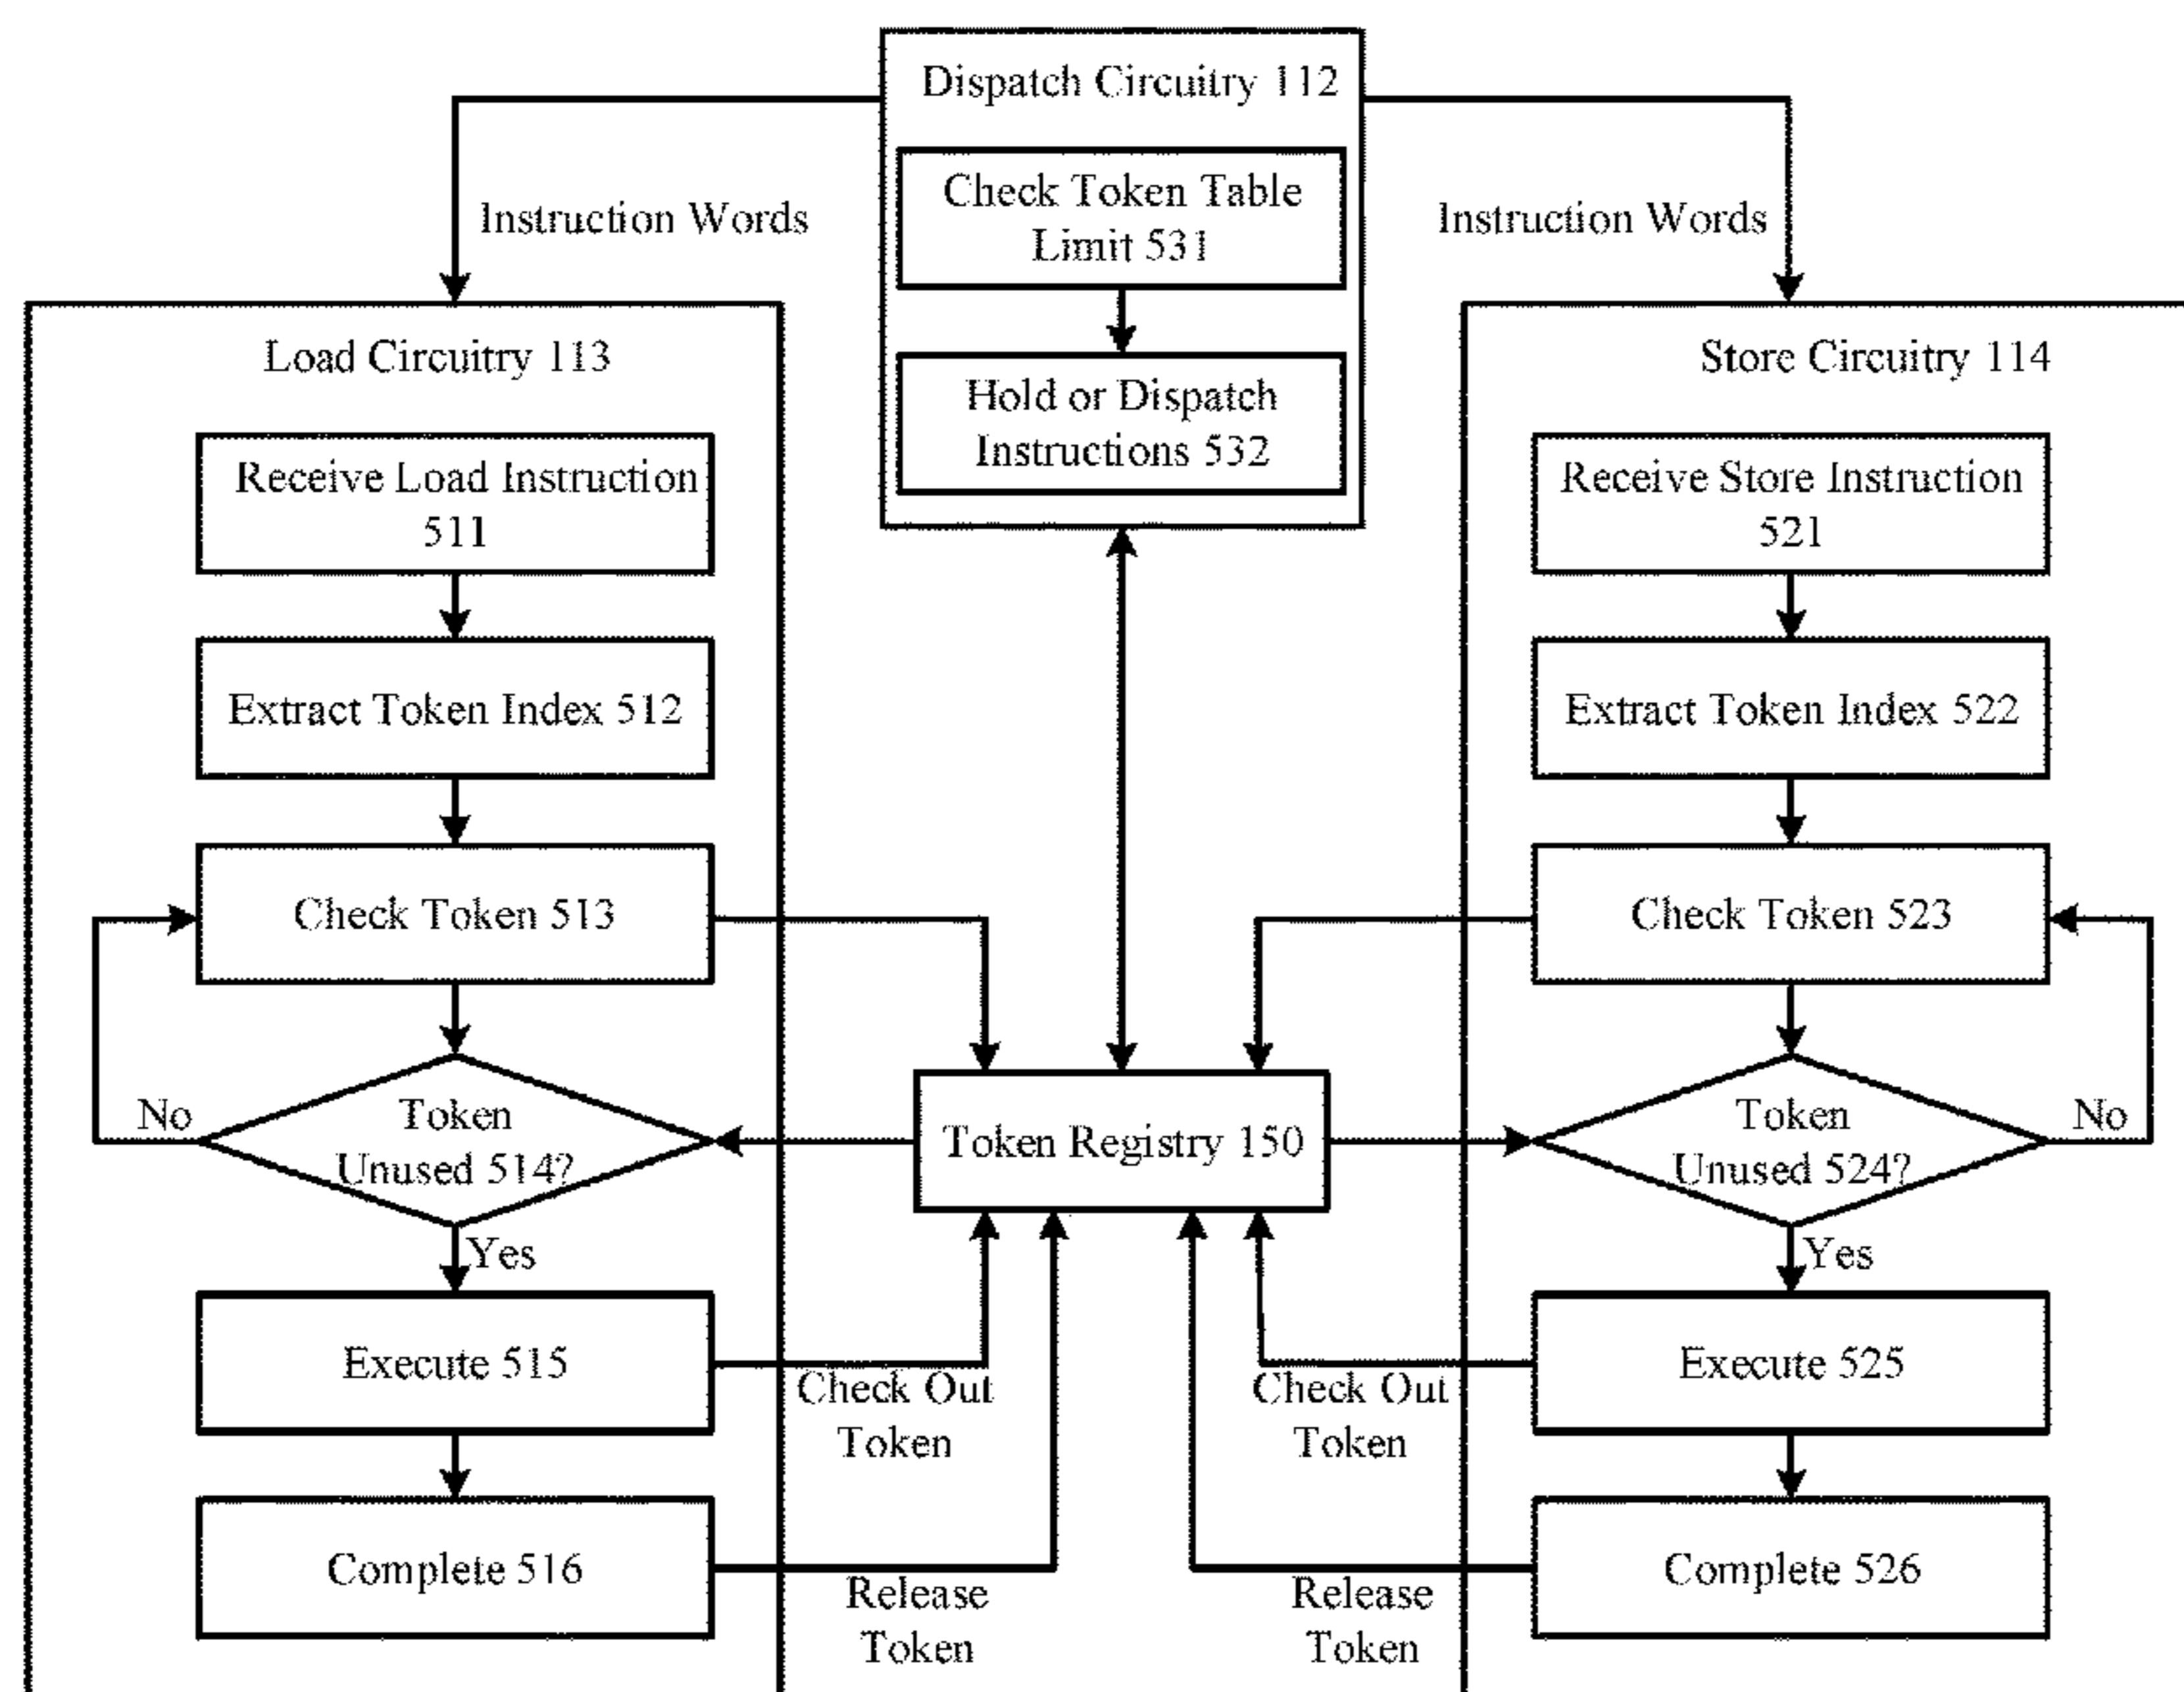 Dispatch Circuitry 112
Check Token Table
Limit 531
Hold or Dispatch
Instructions 532
Instruction Words
Instruction Words
Load Circuitry 113
Receive Load Instruction
511
Extract Token Index 512
Check Token 513
Token
Unused 514?
No
Yes
Execute 515
Complete 516
Token Registry 150
Check Out
Token
Release
Token
Check Out
Token
Release
Token
Store Circuitry 114
Receive Store Instruction
521
Extract Token Index 522
Check Token 523
Token
Unused 524?
No
Yes
Execute 525
Complete 526